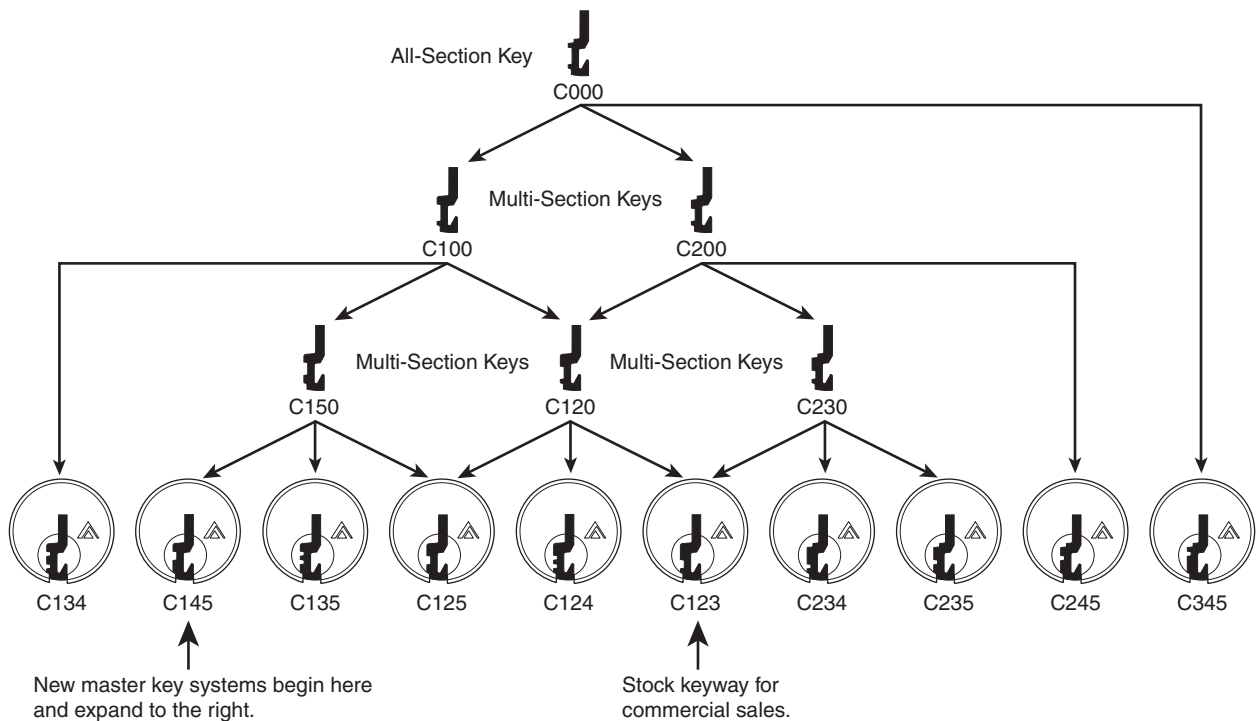 All-Section Key
C000
Multi-Section Keys
C100
C200
Multi-Section Keys
Multi-Section Keys
C150
C120
C230
C134
C145
C135
C125
C124
C123
C234
C235
C245
C345
New master key systems begin here
and expand to the right.
Stock keyway for
commercial sales.